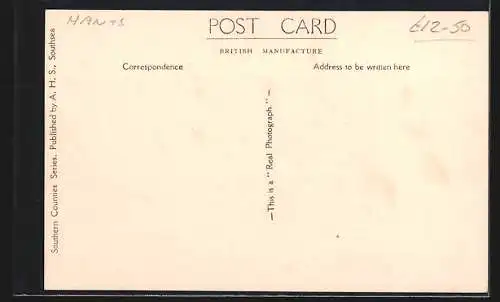 HANTS
POST CARD
£12-50
BRITISH MANUFACTURE
Correspondence
Address to be written here
—This is a "Real Photograph."—
Southern Counties Series. Published by A. H. S., Southsea